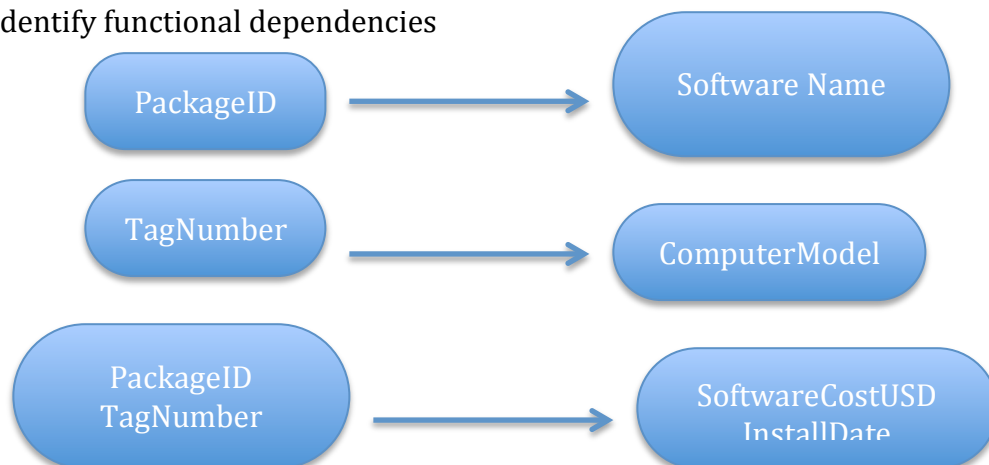 dentify functional dependencies
PackageID
Software Name
TagNumber
ComputerModel
PackageID
TagNumber
SoftwareCostUSD
InstallDate